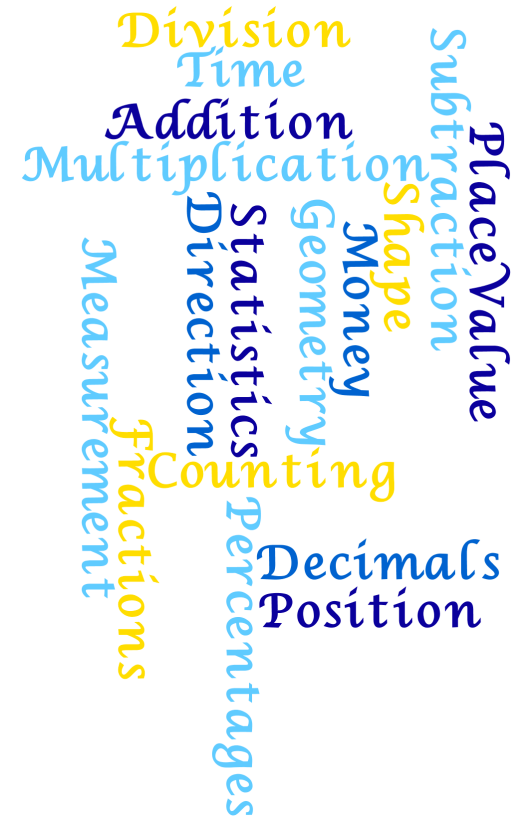 Division
Time
Addition
Multiplication
Subtraction
PlaceValue
Shape
Direction
Statistics
Geometry
Money
Measurement
Fractions
Counting
Percentages
Decimals
Position